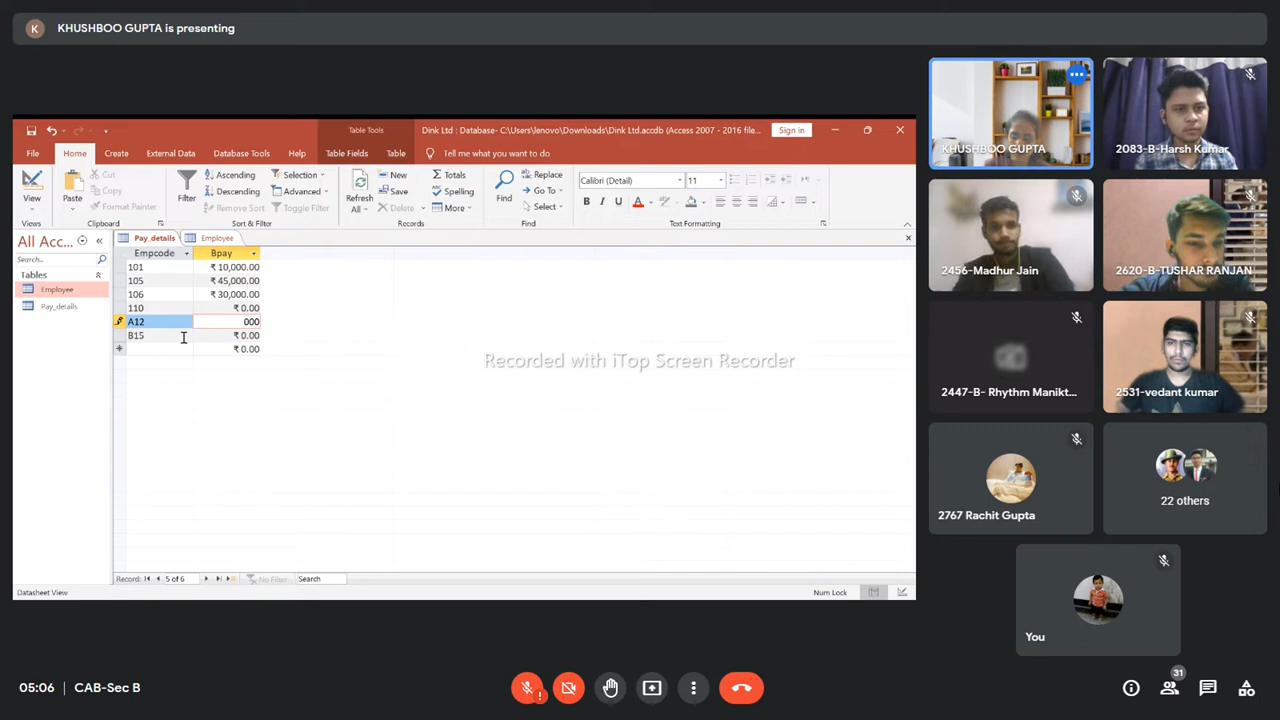 K KHUSHBOO GUPTA is presenting
Table Tools Dink Ltd : Database- C:\Users\lenovo\Downloads\Dink Ltd.accdb (Access 2007 - 2016 file... Sign in
File Home Create External Data Database Tools Help Table Fields Table Tell me what you want to do
View
Paste
Cut
Copy
Format Painter
Clipboard
Filter
Ascending
Descending
Remove Sort
Selection
Advanced
Toggle Filter
Sort & Filter
Refresh
All
New
Save
Delete
Totals
Spelling
More
Records
Find
Replace
Go To
Select
Find
Calibri (Detail) 11
B I U A
Text Formatting
All Acc...
Search...
Tables
Employee
Pay_details
Pay_details Employee
Empcode Bpay
101 ₹ 10,000.00
105 ₹ 45,000.00
106 ₹ 30,000.00
110 ₹ 0.00
A12 000
B15 ₹ 0.00
₹ 0.00
Recorded with iTop Screen Recorder
Record: 5 of 6 No Filter Search
Datasheet View Num Lock
KHUSHBOO GUPTA
2083-B-Harsh Kumar
2456-Madhur Jain
2620-B-TUSHAR RANJAN
2447-B- Rhythm Manikt...
2531-vedant kumar
2767 Rachit Gupta
22 others
You
05:06 | CAB-Sec B
31